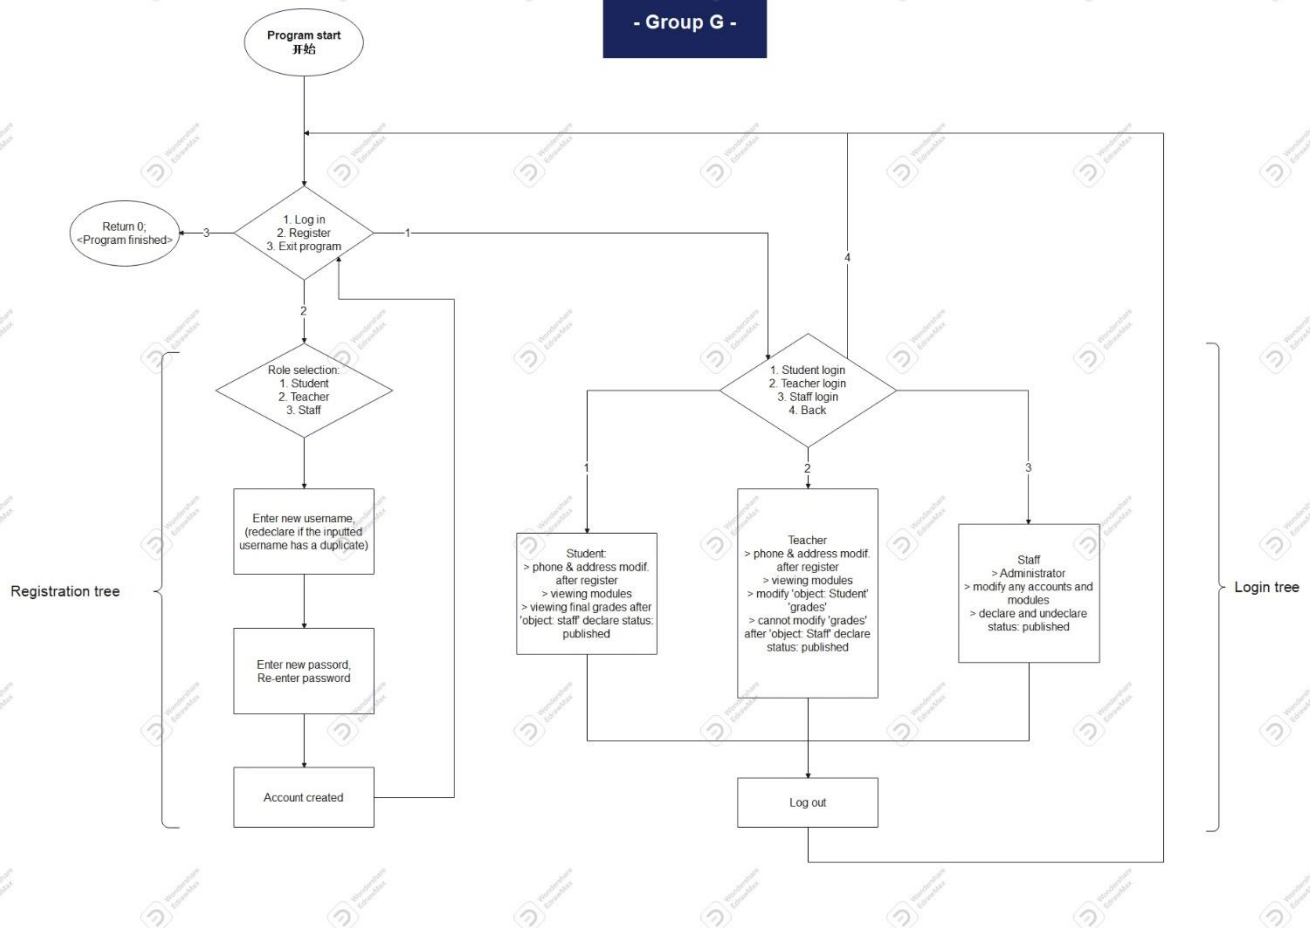 - Group G -
Program start
开始
Return 0;
<Program finished>
3
1. Log in
2. Register
3. Exit program
1
4
2
Role selection:
1. Student
2. Teacher
3. Staff
1. Student login
2. Teacher login
3. Staff login
4. Back
1
2
3
Enter new username,
(redeclare if the inputted
username has a duplicate)
Student:
> phone & address modif.
after register
> viewing modules
> viewing final grades after
'object: staff' declare status:
published
Teacher
> phone & address modif.
after register
> viewing modules
> modify 'object: Student'
'grades'
> cannot modify 'grades'
after 'object: Staff' declare
status: published
Staff
> Administrator
> modify any accounts and
modules
> declare and undeclare
status: published
Registration tree
Login tree
Enter new passord,
Re-enter password
Account created
Log out
Wondershare
EdrawMax